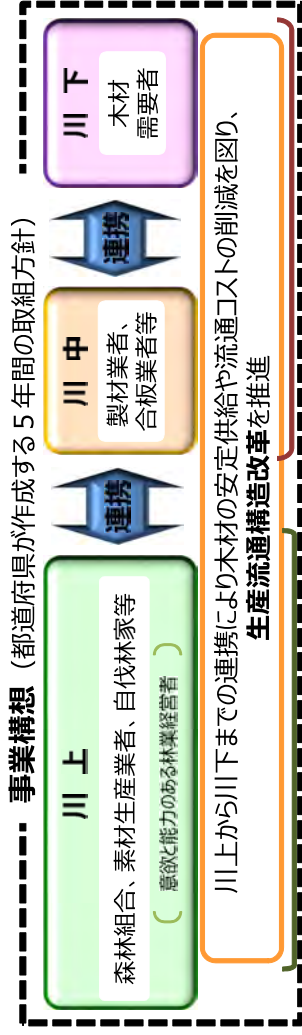 事業構想（都道府県が作成する５年間の取組方針）
川 上
森林組合、素材生産業者、自伐林家等
（意欲と能力のある林業経営者）
連携
川 中
製材業者、
合板業者等
連携
川 下
木材
需要者
川上から川下までの連携により木材の安定供給や流通コストの削減を図り、
生産流通構造改革を推進